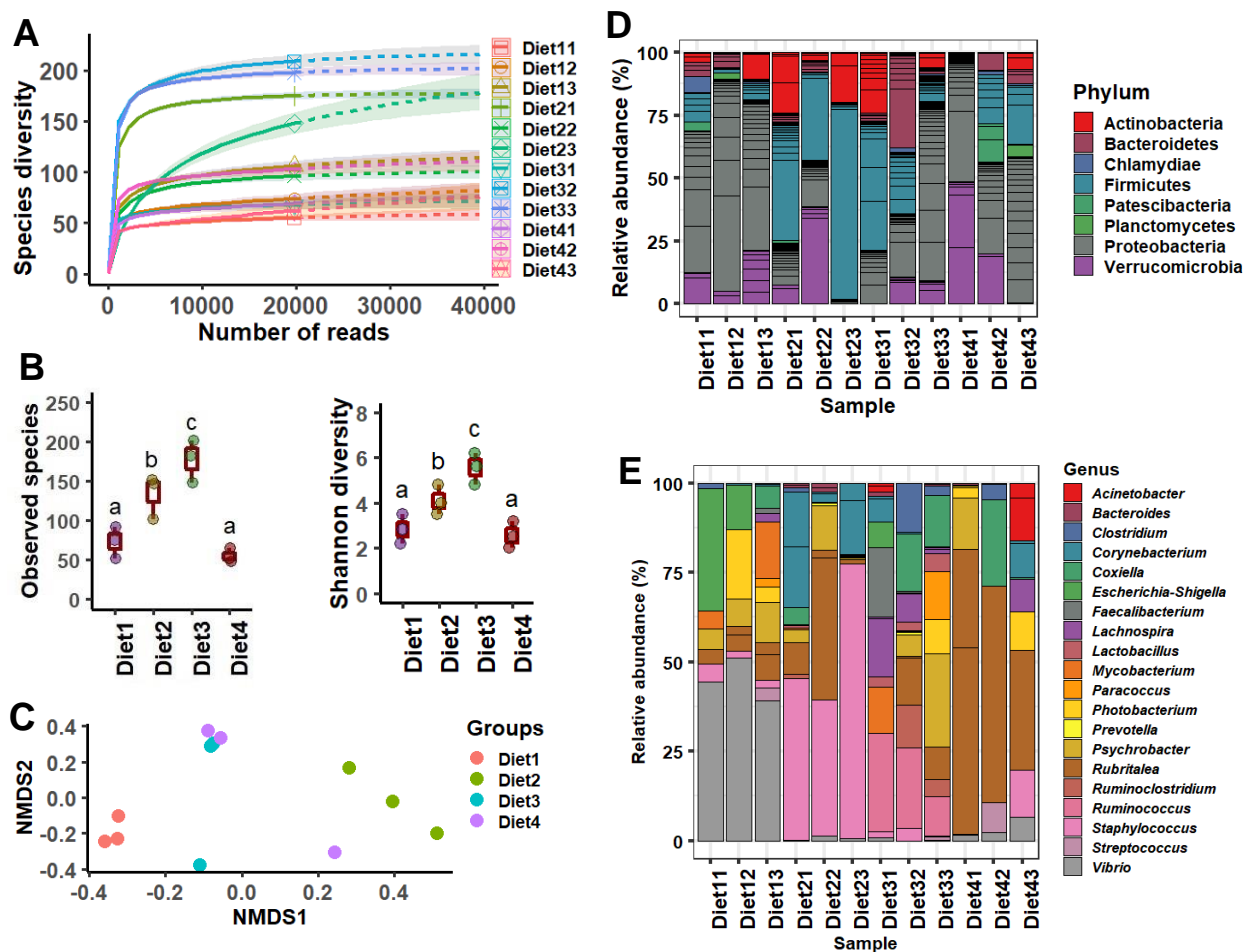 A
Species diversity
200
150
100
50
0
0
10000
20000
30000
40000
Number of reads
Diet11
Diet12
Diet13
Diet21
Diet22
Diet23
Diet31
Diet32
Diet33
Diet41
Diet42
Diet43
B
Observed species
250
200
150
100
50
0
a
b
c
a
Diet1
Diet2
Diet3
Diet4
Shannon diversity
8
6
4
2
0
a
b
c
a
Diet1
Diet2
Diet3
Diet4
C
NMDS2
0.4
0.2
0.0
-0.2
-0.4
-0.4
-0.2
0.0
0.2
0.4
NMDS1
Groups
Diet1
Diet2
Diet3
Diet4
D
Relative abundance (%)
100
75
50
25
0
Diet11
Diet12
Diet13
Diet21
Diet22
Diet23
Diet31
Diet32
Diet33
Diet41
Diet42
Diet43
Sample
Phylum
Actinobacteria
Bacteroidetes
Chlamydiae
Firmicutes
Patescibacteria
Planctomycetes
Proteobacteria
Verrucomicrobia
E
Relative abundance (%)
100
75
50
25
0
Diet11
Diet12
Diet13
Diet21
Diet22
Diet23
Diet31
Diet32
Diet33
Diet41
Diet42
Diet43
Sample
Genus
Acinetobacter
Bacteroides
Clostridium
Corynebacterium
Coxiella
Escherichia-Shigella
Faecalibacterium
Lachnospira
Lactobacillus
Mycobacterium
Paracoccus
Photobacterium
Prevotella
Psychrobacter
Rubritalea
Ruminoclostridium
Ruminococcus
Staphylococcus
Streptococcus
Vibrio